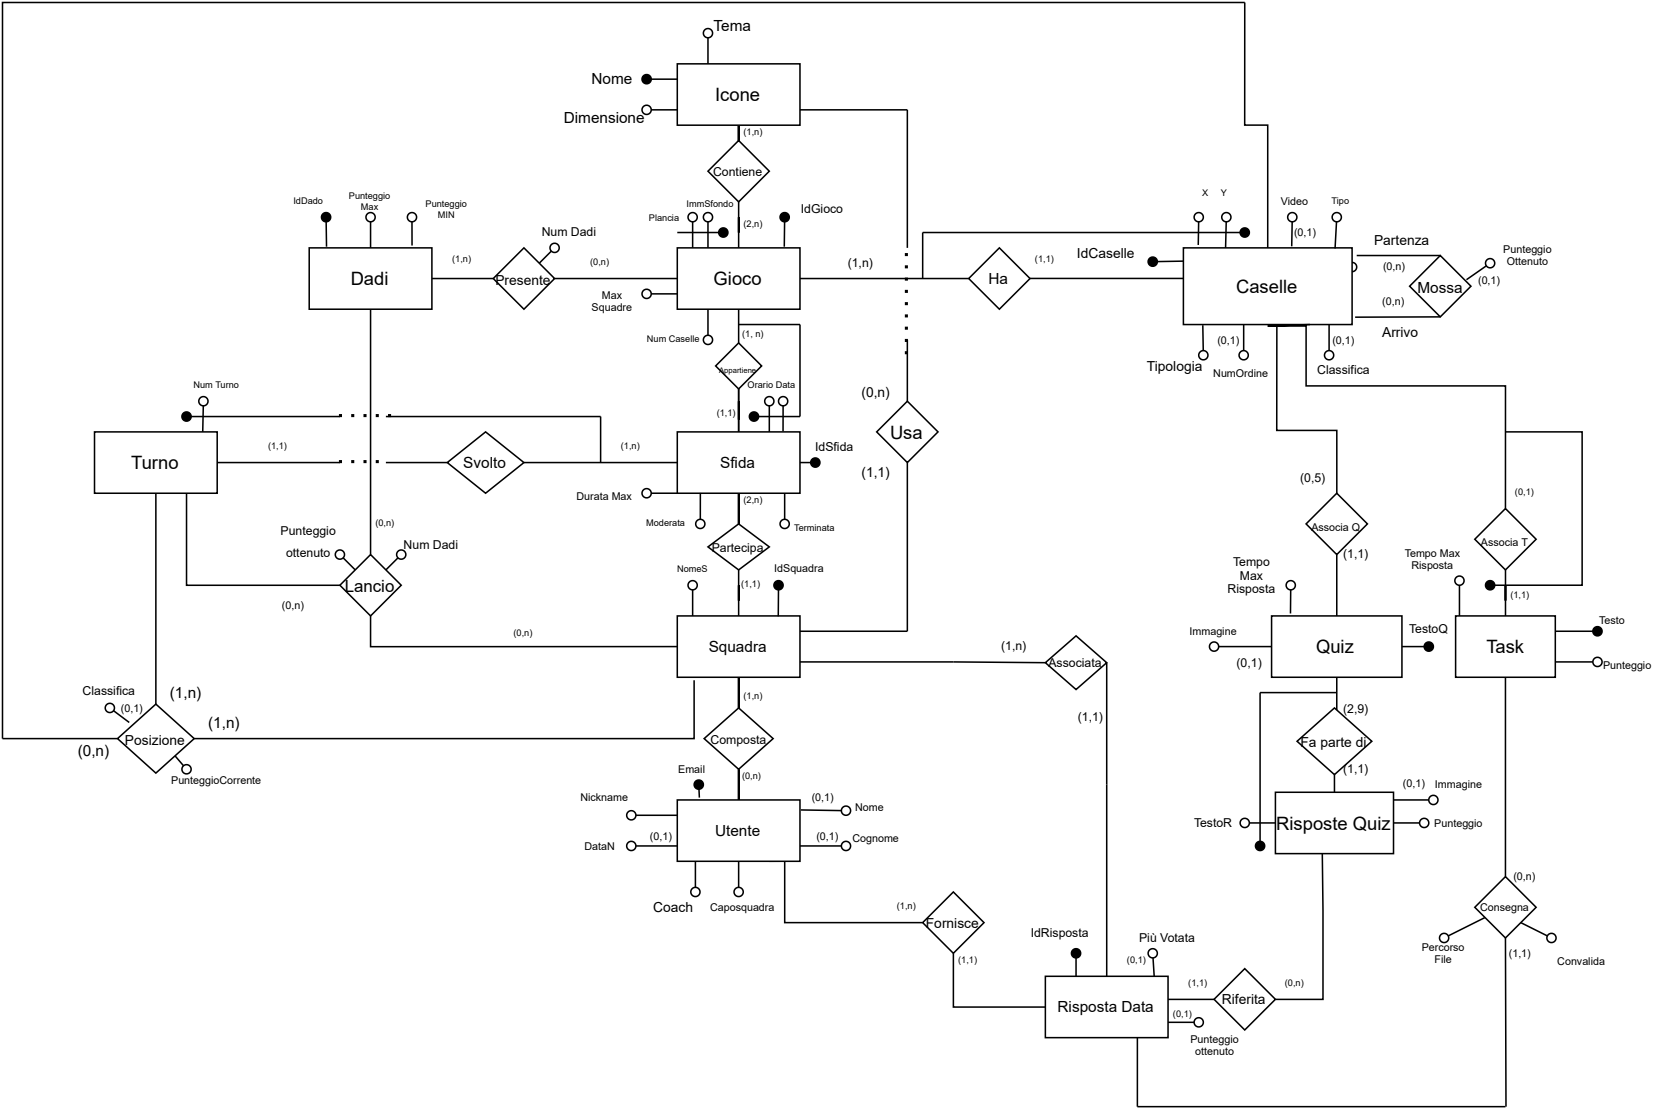 Tema
Nome
Icone
Dimensione
(1,n)
Contiene
IdDado
Punteggio
Max
Punteggio
MIN
Plancia
ImmSfondo
IdGioco
(2,n)
Num Dadi
Dadi
(1,n)
Presente
(0,n)
Gioco
(1,n)
Ha
(1,1)
Max
Squadre
Num Caselle
X
Y
Video
(0,1)
Tipo
IdCaselle
Caselle
Partenza
(0,n)
Mossa
Punteggio
Ottenuto
(0,1)
(0,n)
Arrivo
Tipologia
(0,1)
NumOrdine
(0,1)
Classifica
(1, n)
Appartiene
Orario Data
(1,1)
Num Turno
Turno
(1,1)
Svolto
(1,n)
Sfida
IdSfida
Durata Max
Moderata
(2,n)
Terminata
(0,n)
Usa
(1,1)
Partecipa
(1,1)
NomeS
IdSquadra
Squadra
Punteggio
ottenuto
(0,n)
Num Dadi
Lancio
(0,n)
(0,n)
(0,5)
Associa Q
(1,1)
(0,1)
Associa T
(1,1)
Tempo
Max
Risposta
Tempo Max
Risposta
Immagine
(0,1)
Quiz
TestoQ
Task
Testo
Punteggio
(1,n)
Associata
(1,1)
Classifica
(0,1)
(1,n)
(1,n)
(0,n)
Posizione
PunteggioCorrente
(1,n)
Composta
(0,n)
Email
Nickname
DataN
(0,1)
Utente
(0,1)
Nome
(0,1)
Cognome
Coach
Caposquadra
(2,9)
Fa parte di
(1,1)
TestoR
Risposte Quiz
(0,1)
Immagine
Punteggio
(1,n)
Fornisce
(1,1)
(0,n)
Consegna
Percorso
File
(1,1)
Convalida
IdRisposta
Più Votata
(0,1)
Risposta Data
(1,1)
Riferita
(0,n)
(0,1)
Punteggio
ottenuto